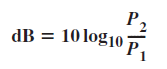 dB = 10 log₁₀ P₂/P₁